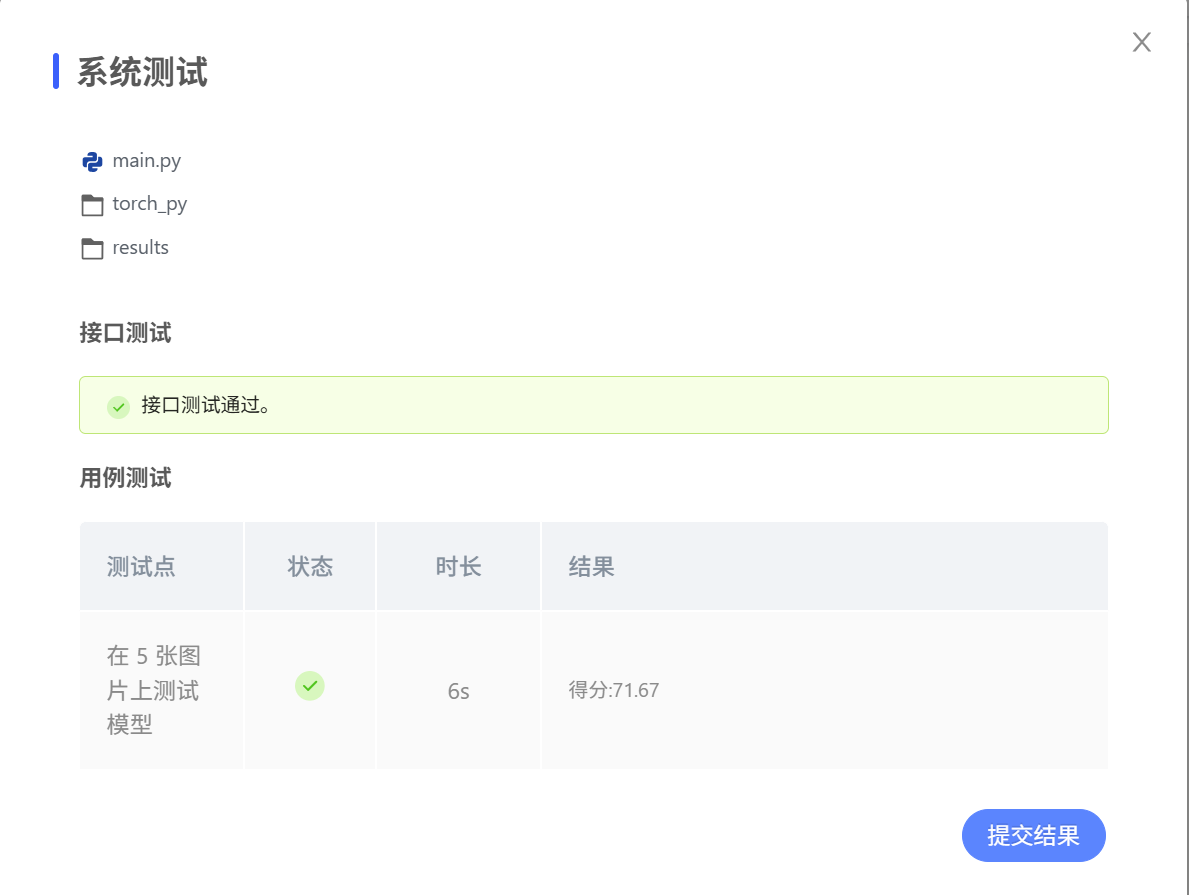 系统测试
main.py
torch_py
results
接口测试
接口测试通过。
用例测试
测试点 状态 时长 结果
在 5 张图
片上测试
模型
6s
得分:71.67
提交结果